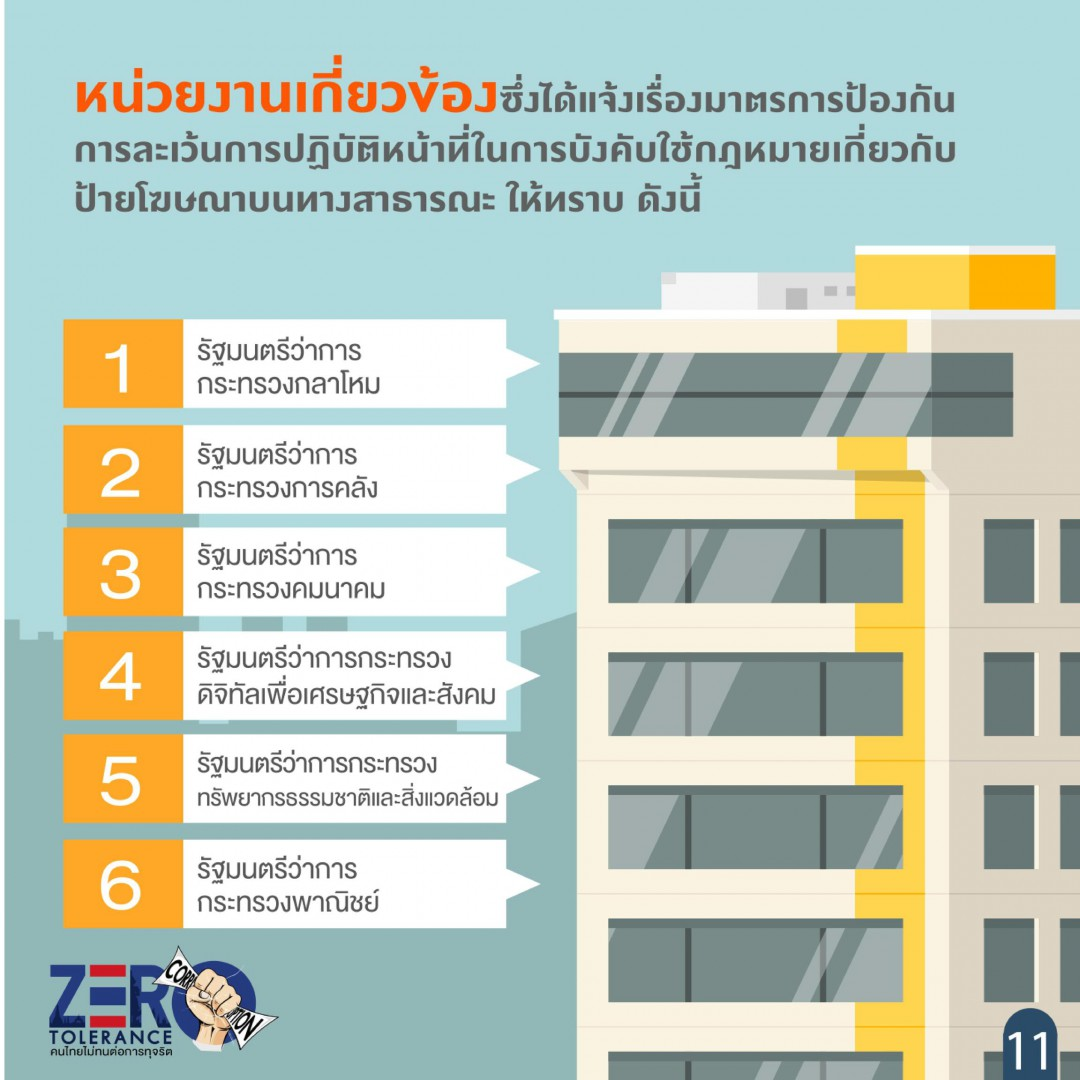 หน่วยงานเกี่ยวข้องซึ่งได้แจ้งเรื่องมาตรการป้องกัน
การละเว้นการปฏิบัติหน้าที่ในการบังคับใช้กฎหมายเกี่ยวกับ
ป้ายโฆษณาบนทางสาธารณะ ให้ทราบ ดังนี้
1
รัฐมนตรีว่าการ
กระทรวงกลาโหม
2
รัฐมนตรีว่าการ
กระทรวงการคลัง
3
รัฐมนตรีว่าการ
กระทรวงคมนาคม
4
รัฐมนตรีว่าการกระทรวง
ดิจิทัลเพื่อเศรษฐกิจและสังคม
5
รัฐมนตรีว่าการกระทรวง
ทรัพยากรธรรมชาติและสิ่งแวดล้อม
6
รัฐมนตรีว่าการ
กระทรวงพาณิชย์
ZERO
CORRUPTION
TOLERANCE
คนไทยไม่ทนต่อการทุจริต
11